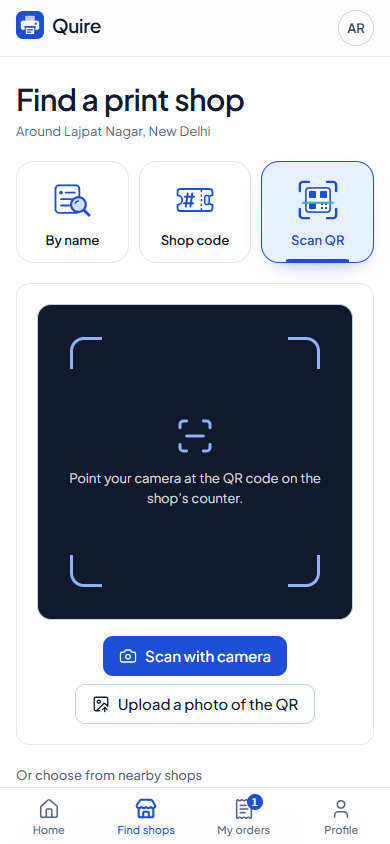 Quire
AR
Find a print shop
Around Lajpat Nagar, New Delhi
By name
#
Shop code
Scan QR
Point your camera at the QR code on the
shop's counter.
Scan with camera
Upload a photo of the QR
Or choose from nearby shops
1
Home
Find shops
My orders
Profile